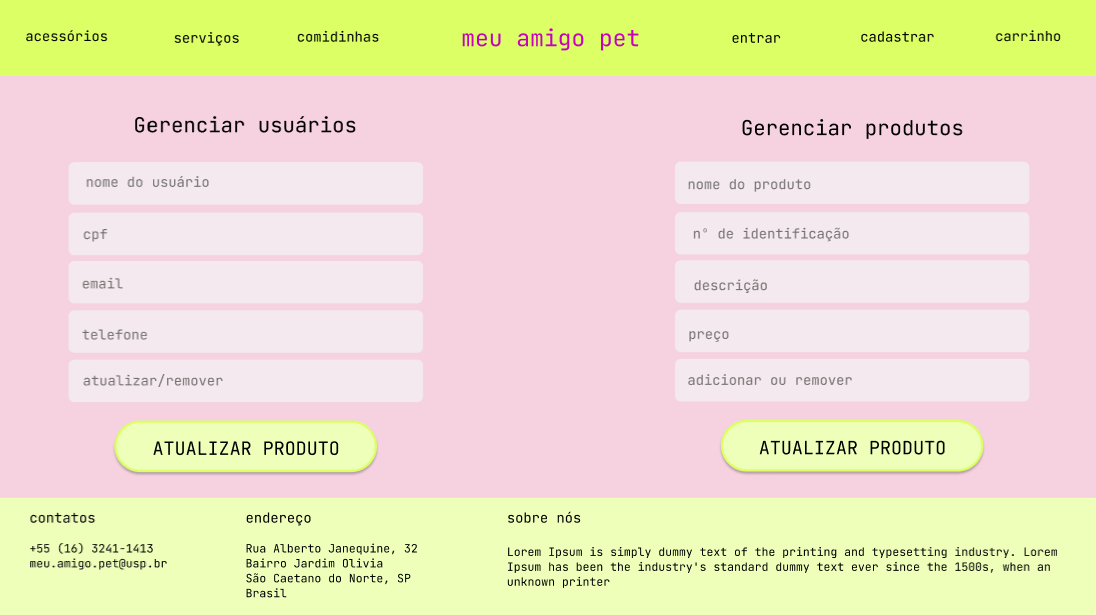 acessórios
serviços
comidinhas
meu amigo pet
entrar
cadastrar
carrinho
Gerenciar usuários
nome do usuário
cpf
email
telefone
atualizar/remover
ATUALIZAR PRODUTO
Gerenciar produtos
nome do produto
n° de identificação
descrição
preço
adicionar ou remover
ATUALIZAR PRODUTO
contatos
+55 (16) 3241-1413
meu.amigo.pet@usp.br
endereço
Rua Alberto Janequine, 32
Bairro Jardim Olivia
São Caetano do Norte, SP
Brasil
sobre nós
Lorem Ipsum is simply dummy text of the printing and typesetting industry. Lorem
Ipsum has been the industry's standard dummy text ever since the 1500s, when an
unknown printer